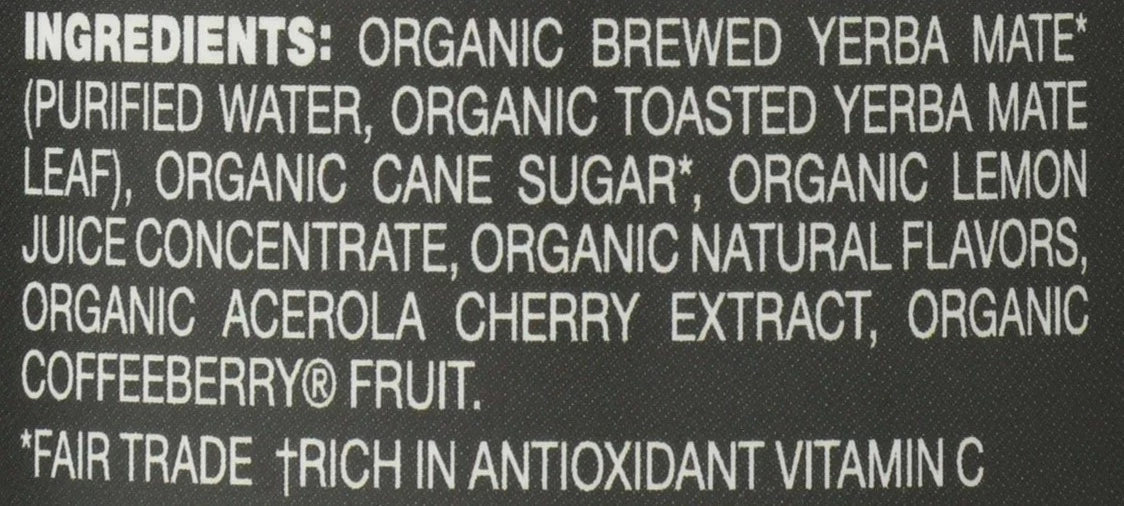 INGREDIENTS: ORGANIC BREWED YERBA MATE*
(PURIFIED WATER, ORGANIC TOASTED YERBA MATE
LEAF), ORGANIC CANE SUGAR*, ORGANIC LEMON
JUICE CONCENTRATE, ORGANIC NATURAL FLAVORS,
ORGANIC ACEROLA CHERRY EXTRACT, ORGANIC
COFFEEBERRY® FRUIT.
*FAIR TRADE †RICH IN ANTIOXIDANT VITAMIN C